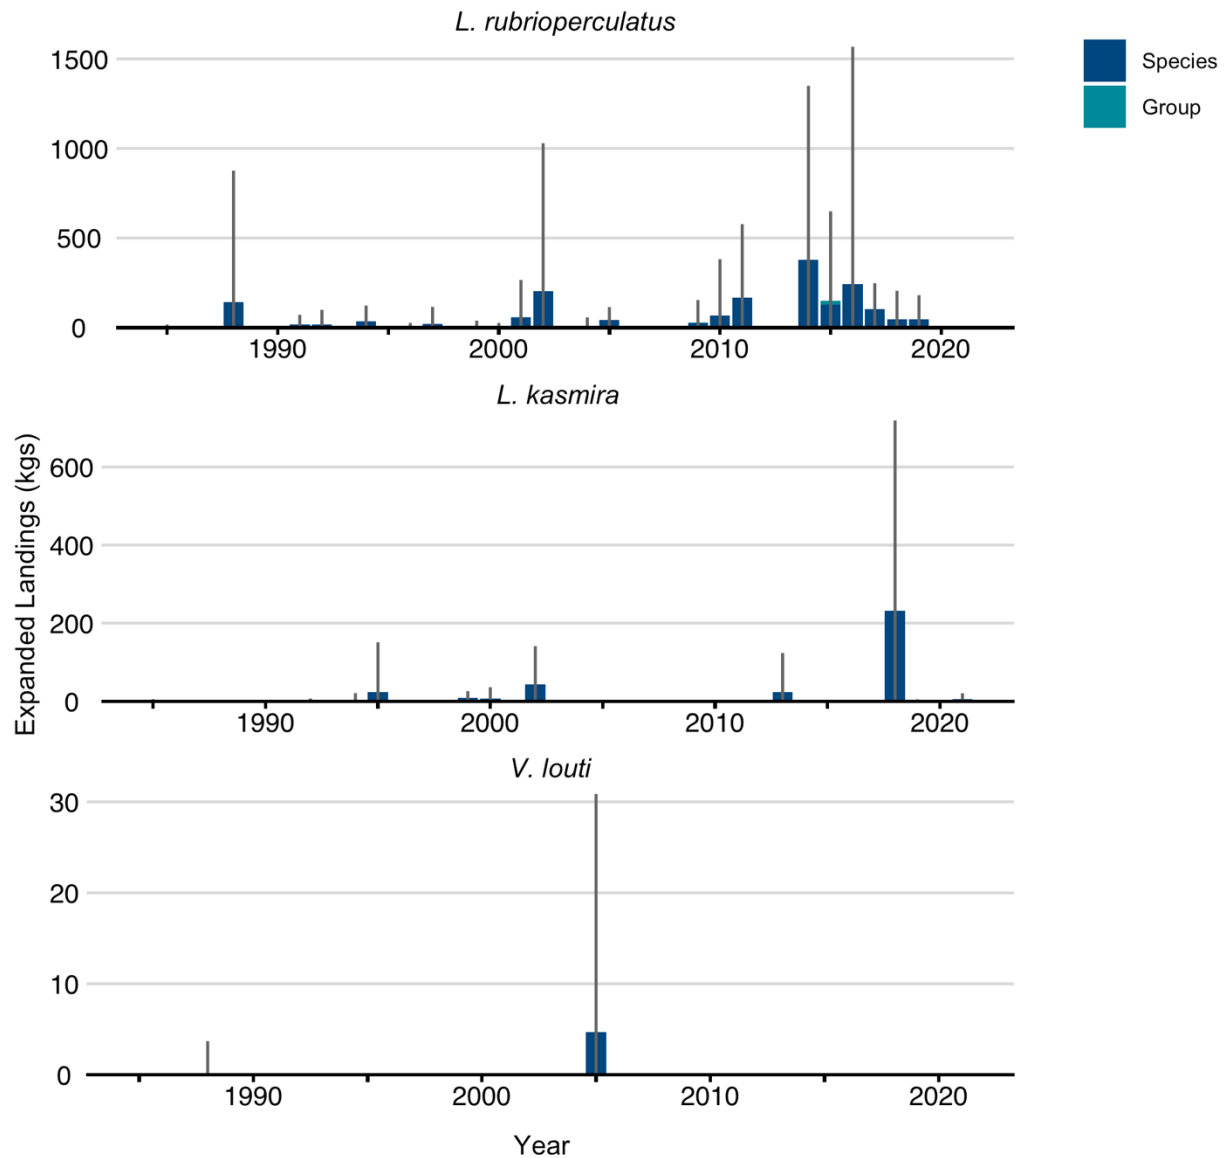 L. rubrioperculatus
Species
Group
1500
1000
500
0
1990 2000 2010 2020
L. kasmira
Expanded Landings (kgs)
600
400
200
0
1990 2000 2010 2020
V. louti
30
20
10
0
1990 2000 2010 2020
Year